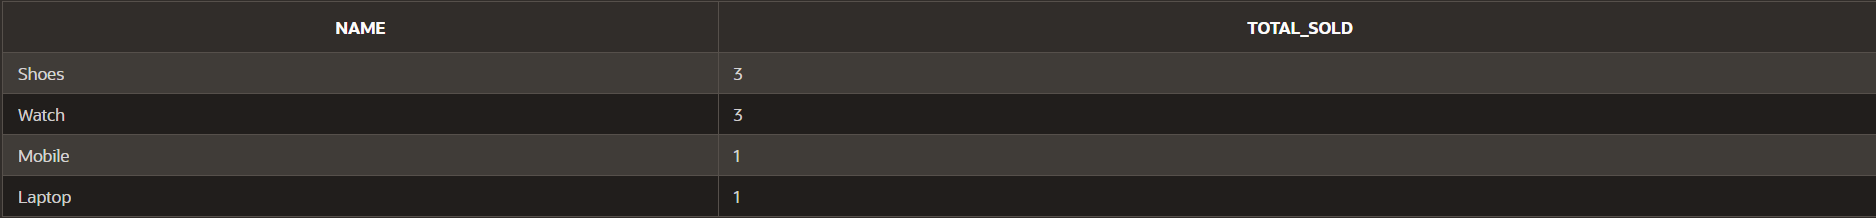 NAME TOTAL_SOLD
Shoes 3
Watch 3
Mobile 1
Laptop 1